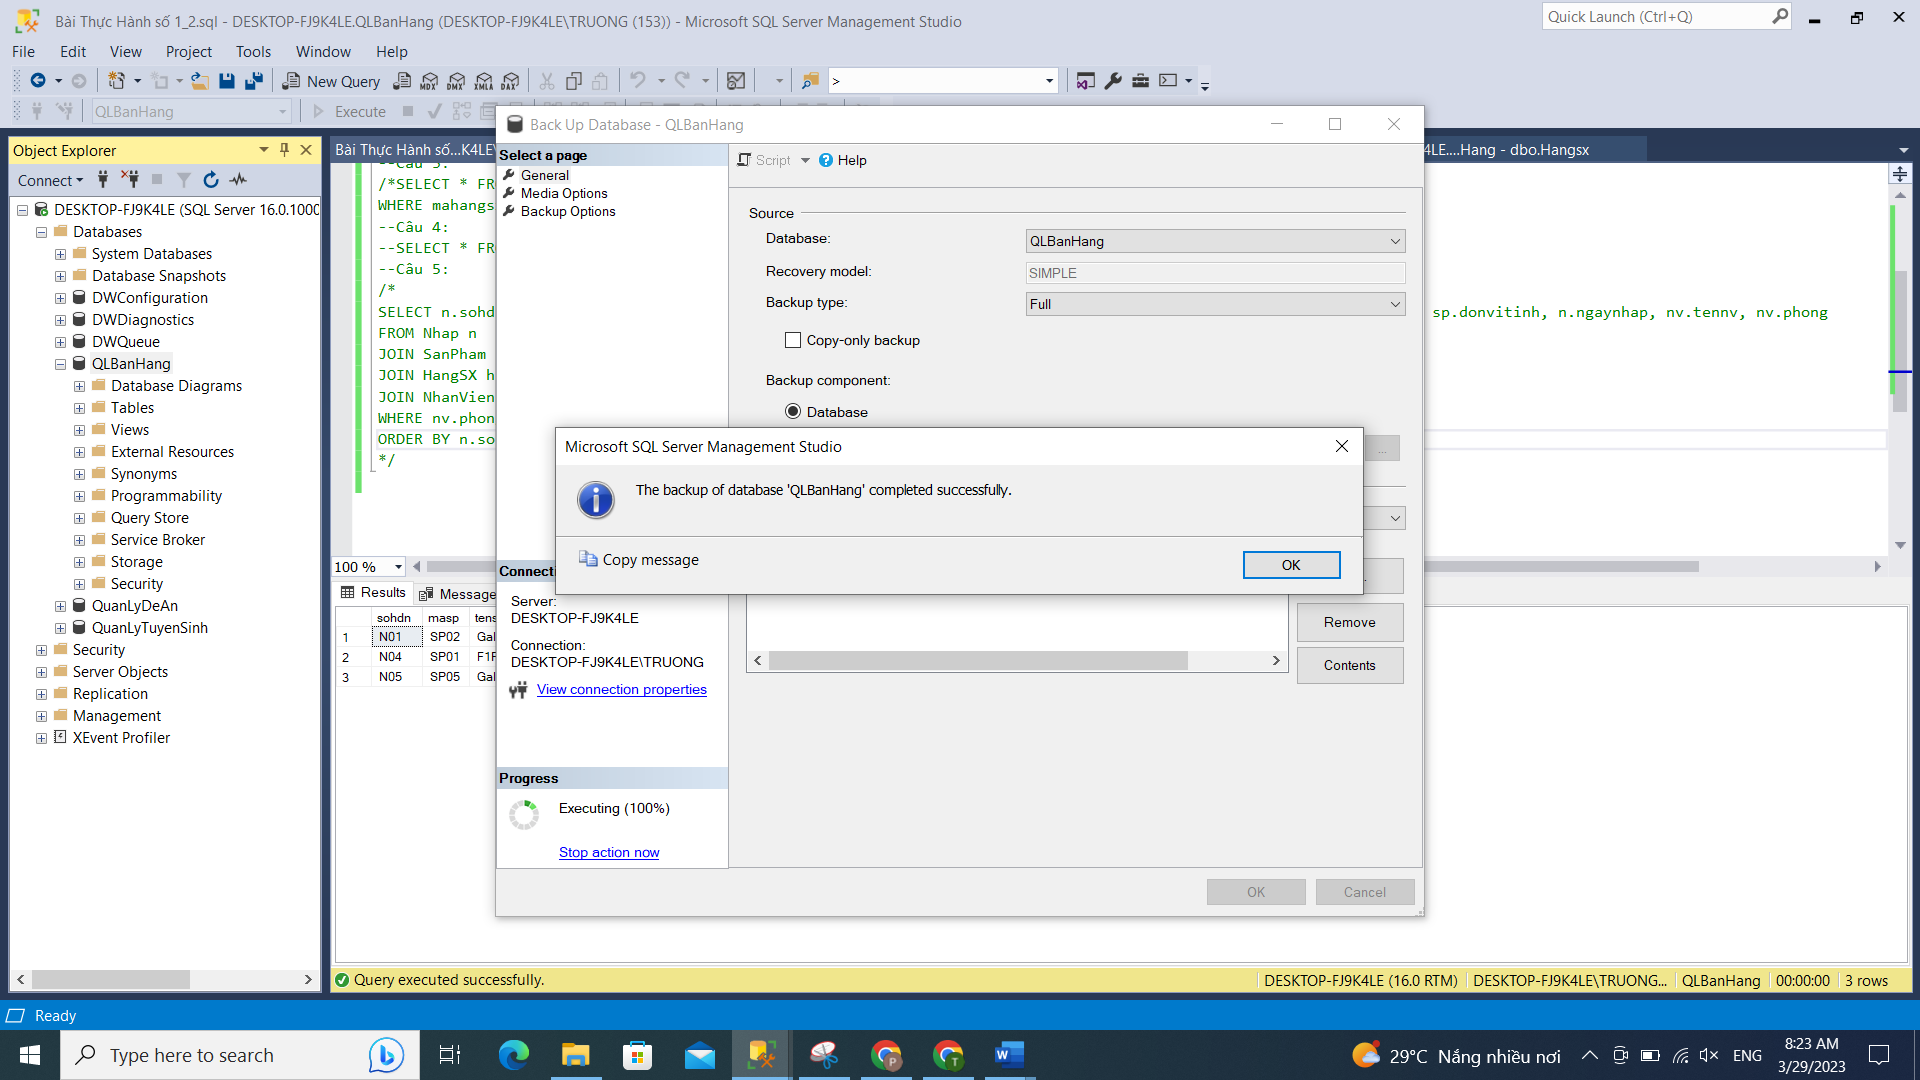 Bài Thực Hành số 1_2.sql - DESKTOP-FJ9K4LE.QLBanHang (DESKTOP-FJ9K4LE\TRUONG (153)) - Microsoft SQL Server Management Studio
Quick Launch (Ctrl+Q)
File Edit View Project Tools Window Help
New Query
MDX DMX XMLA DAX
>
QLBanHang
Execute
Object Explorer
Connect
DESKTOP-FJ9K4LE (SQL Server 16.0.1000
Databases
System Databases
Database Snapshots
DWConfiguration
DWDiagnostics
DWQueue
QLBanHang
Database Diagrams
Tables
Views
External Resources
Synonyms
Programmability
Query Store
Service Broker
Storage
Security
QuanLyDeAn
QuanLyTuyenSinh
Security
Server Objects
Replication
Management
XEvent Profiler
Bài Thực Hành số...K4LE\
4LE....Hang - dbo.Hangsx
--Câu 3:
/*SELECT * FR
WHERE mahangs
--Câu 4:
--SELECT * FR
--Câu 5:
/*
SELECT n.sohd
sp.donvitinh, n.ngaynhap, nv.tennv, nv.phong
FROM Nhap n
JOIN SanPham
JOIN HangSX h
JOIN NhanVien
WHERE nv.phon
ORDER BY n.so
*/
100 %
Results
Message
sohdn masp tens
1 N01 SP02 Gal
2 N04 SP01 F1F
3 N05 SP05 Gal
Back Up Database - QLBanHang
Select a page
General
Media Options
Backup Options
Script
Help
Source
Database:
QLBanHang
Recovery model:
SIMPLE
Backup type:
Full
Copy-only backup
Backup component:
Database
...
Microsoft SQL Server Management Studio
The backup of database 'QLBanHang' completed successfully.
Copy message
OK
Connecti
Server:
DESKTOP-FJ9K4LE
Connection:
DESKTOP-FJ9K4LE\TRUONG
View connection properties
Remove
Contents
Progress
Executing (100%)
Stop action now
OK
Cancel
Query executed successfully.
DESKTOP-FJ9K4LE (16.0 RTM)
DESKTOP-FJ9K4LE\TRUONG...
QLBanHang
00:00:00
3 rows
Ready
Type here to search
29°C Nắng nhiều nơi
ENG
8:23 AM
3/29/2023